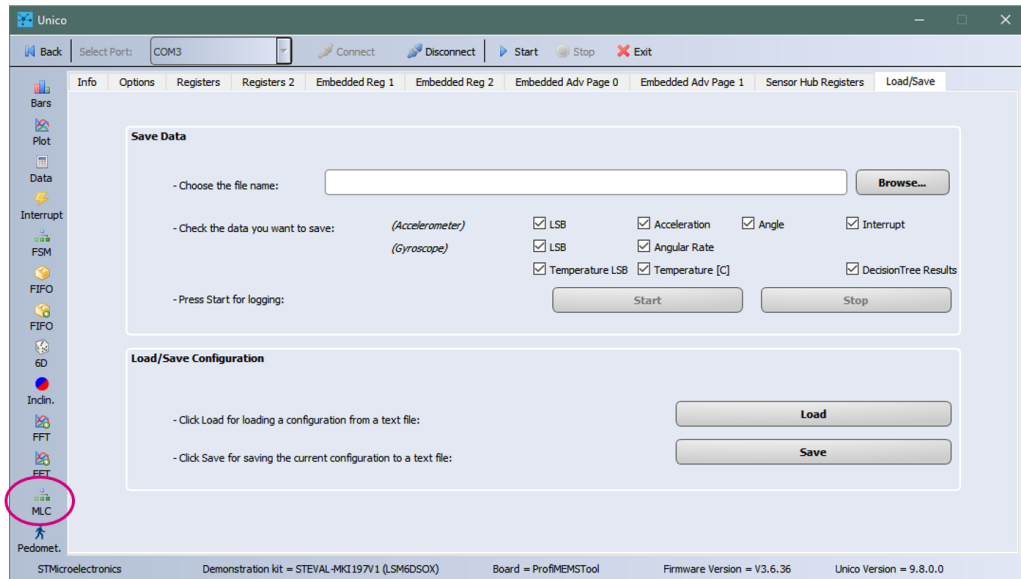 Unico
Back Select Port: COM3 Connect Disconnect Start Stop Exit
Info Options Registers Registers 2 Embedded Reg 1 Embedded Reg 2 Embedded Adv Page 0 Embedded Adv Page 1 Sensor Hub Registers Load/Save
Bars
Plot
Data
Interrupt
FSM
FIFO
FIFO
6D
Inclin.
FFT
FFT
MLC
Pedomet.
Save Data
- Choose the file name: Browse...
- Check the data you want to save: (Accelerometer) LSB Acceleration Angle Interrupt
(Gyroscope) LSB Angular Rate
Temperature LSB Temperature [C] DecisionTree Results
- Press Start for logging: Start Stop
Load/Save Configuration
- Click Load for loading a configuration from a text file: Load
- Click Save for saving the current configuration to a text file: Save
STMicroelectronics Demonstration kit = STEVAL-MKI197V1 (LSM6DSOX) Board = ProfiMEMSTool Firmware Version = V3.6.36 Unico Version = 9.8.0.0